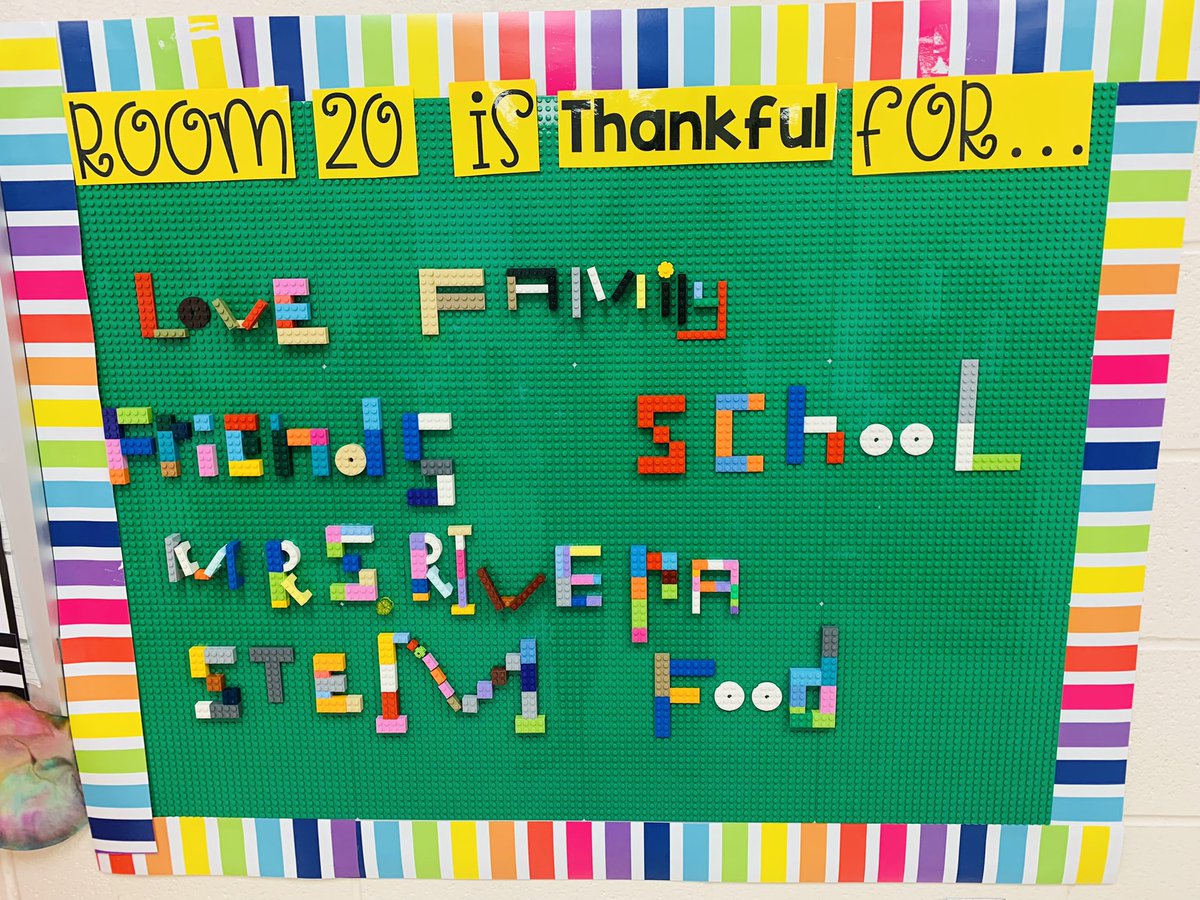 ROOM 20 iS Thankful FOR...
LovE FAMily
FriEndS SChooL
MRS. RIVERA
STEM Food